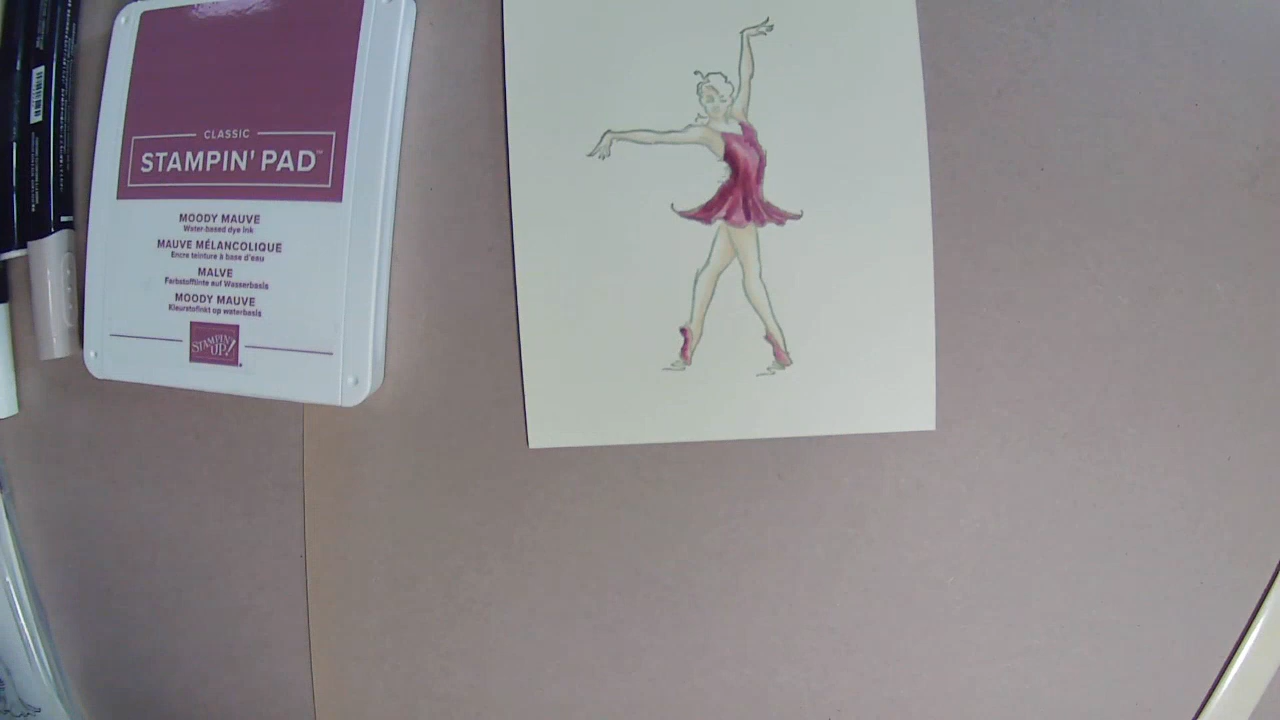 CLASSIC
STAMPIN' PAD™
MOODY MAUVE
Water-based dye ink
MAUVE MÉLANCOLIQUE
Encre teinture à base d'eau
MALVE
Farbstofftinte auf Wasserbasis
MOODY MAUVE
Kleurstofinkt op waterbasis
STAMPIN' UP!